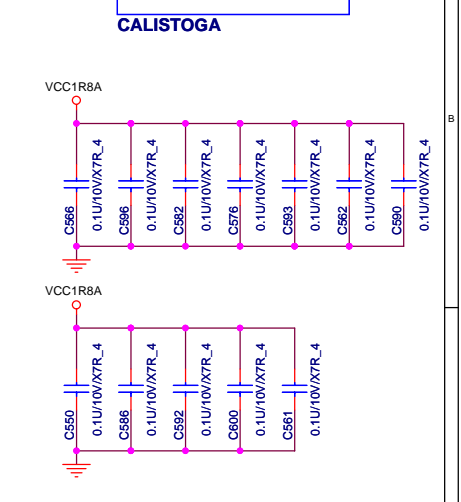 CALISTOGA
VCC1R8A
B
C566
0.1U/10V/X7R_4
C596
0.1U/10V/X7R_4
C582
0.1U/10V/X7R_4
C576
0.1U/10V/X7R_4
C593
0.1U/10V/X7R_4
C562
0.1U/10V/X7R_4
C590
0.1U/10V/X7R_4
VCC1R8A
C550
0.1U/10V/X7R_4
C586
0.1U/10V/X7R_4
C592
0.1U/10V/X7R_4
C600
0.1U/10V/X7R_4
C561
0.1U/10V/X7R_4